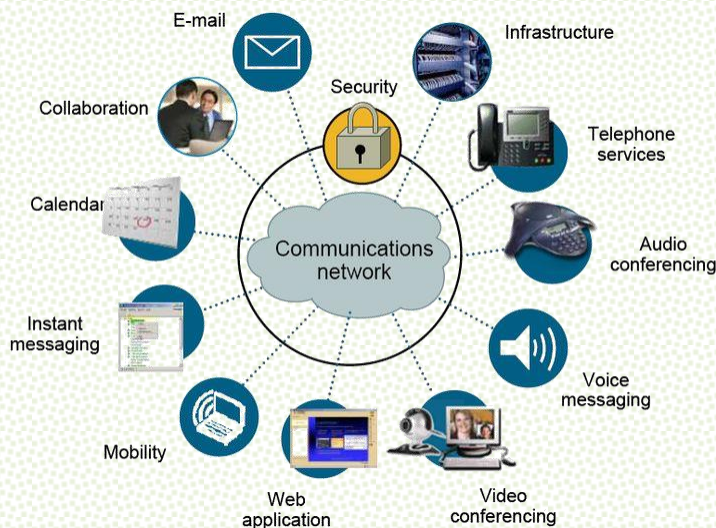 E-mail
Infrastructure
Security
Collaboration
Telephone
services
Calendar
Audio
conferencing
Communications
network
Instant
messaging
Voice
messaging
Mobility
Web
application
Video
conferencing